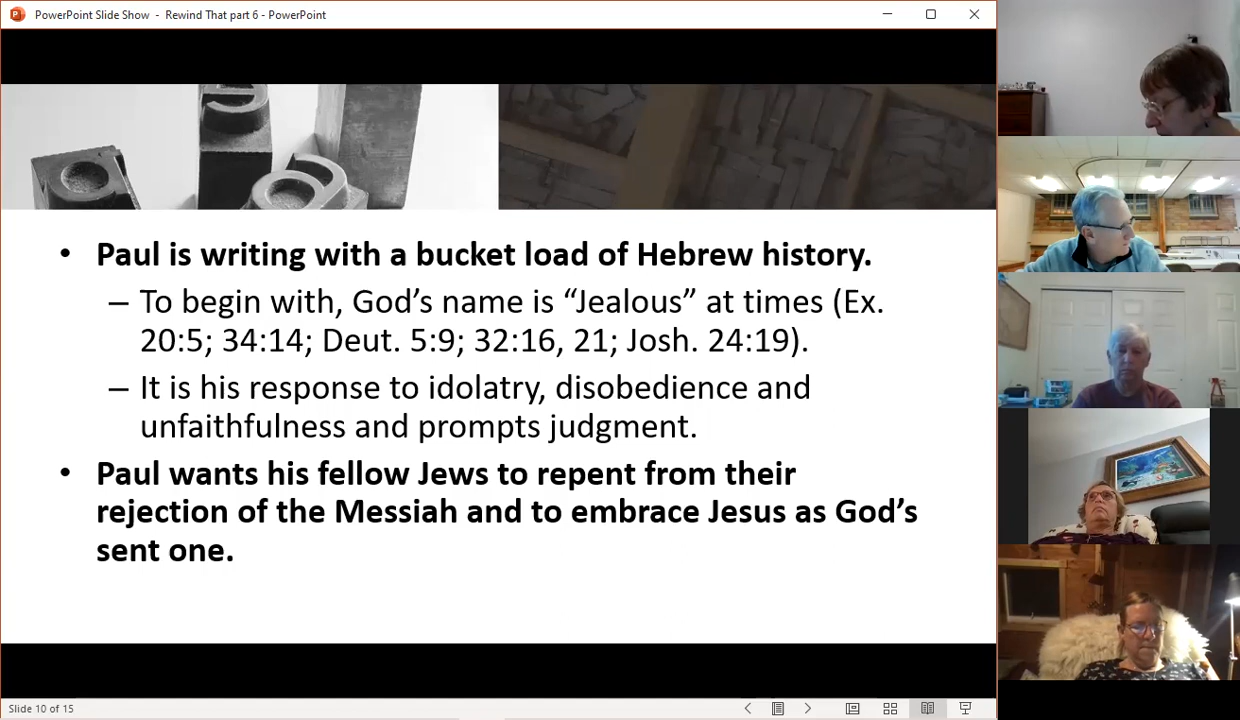 PowerPoint Slide Show - Rewind That part 6 - PowerPoint
• Paul is writing with a bucket load of Hebrew history.
– To begin with, God’s name is “Jealous” at times (Ex.
20:5; 34:14; Deut. 5:9; 32:16, 21; Josh. 24:19).
– It is his response to idolatry, disobedience and
unfaithfulness and prompts judgment.
• Paul wants his fellow Jews to repent from their
rejection of the Messiah and to embrace Jesus as God’s
sent one.
Slide 10 of 15